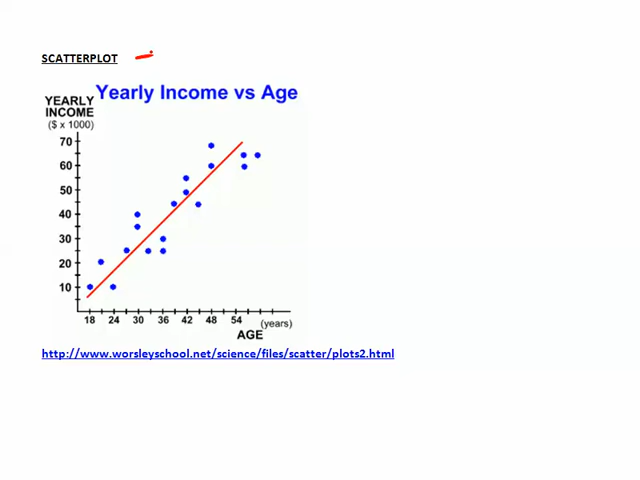 SCATTERPLOT
Yearly Income vs Age
YEARLY
INCOME
($ x 1000)
70
60
50
40
30
20
10
18 24 30 36 42 48 54 (years)
AGE
http://www.worsleyschool.net/science/files/scatter/plots2.html